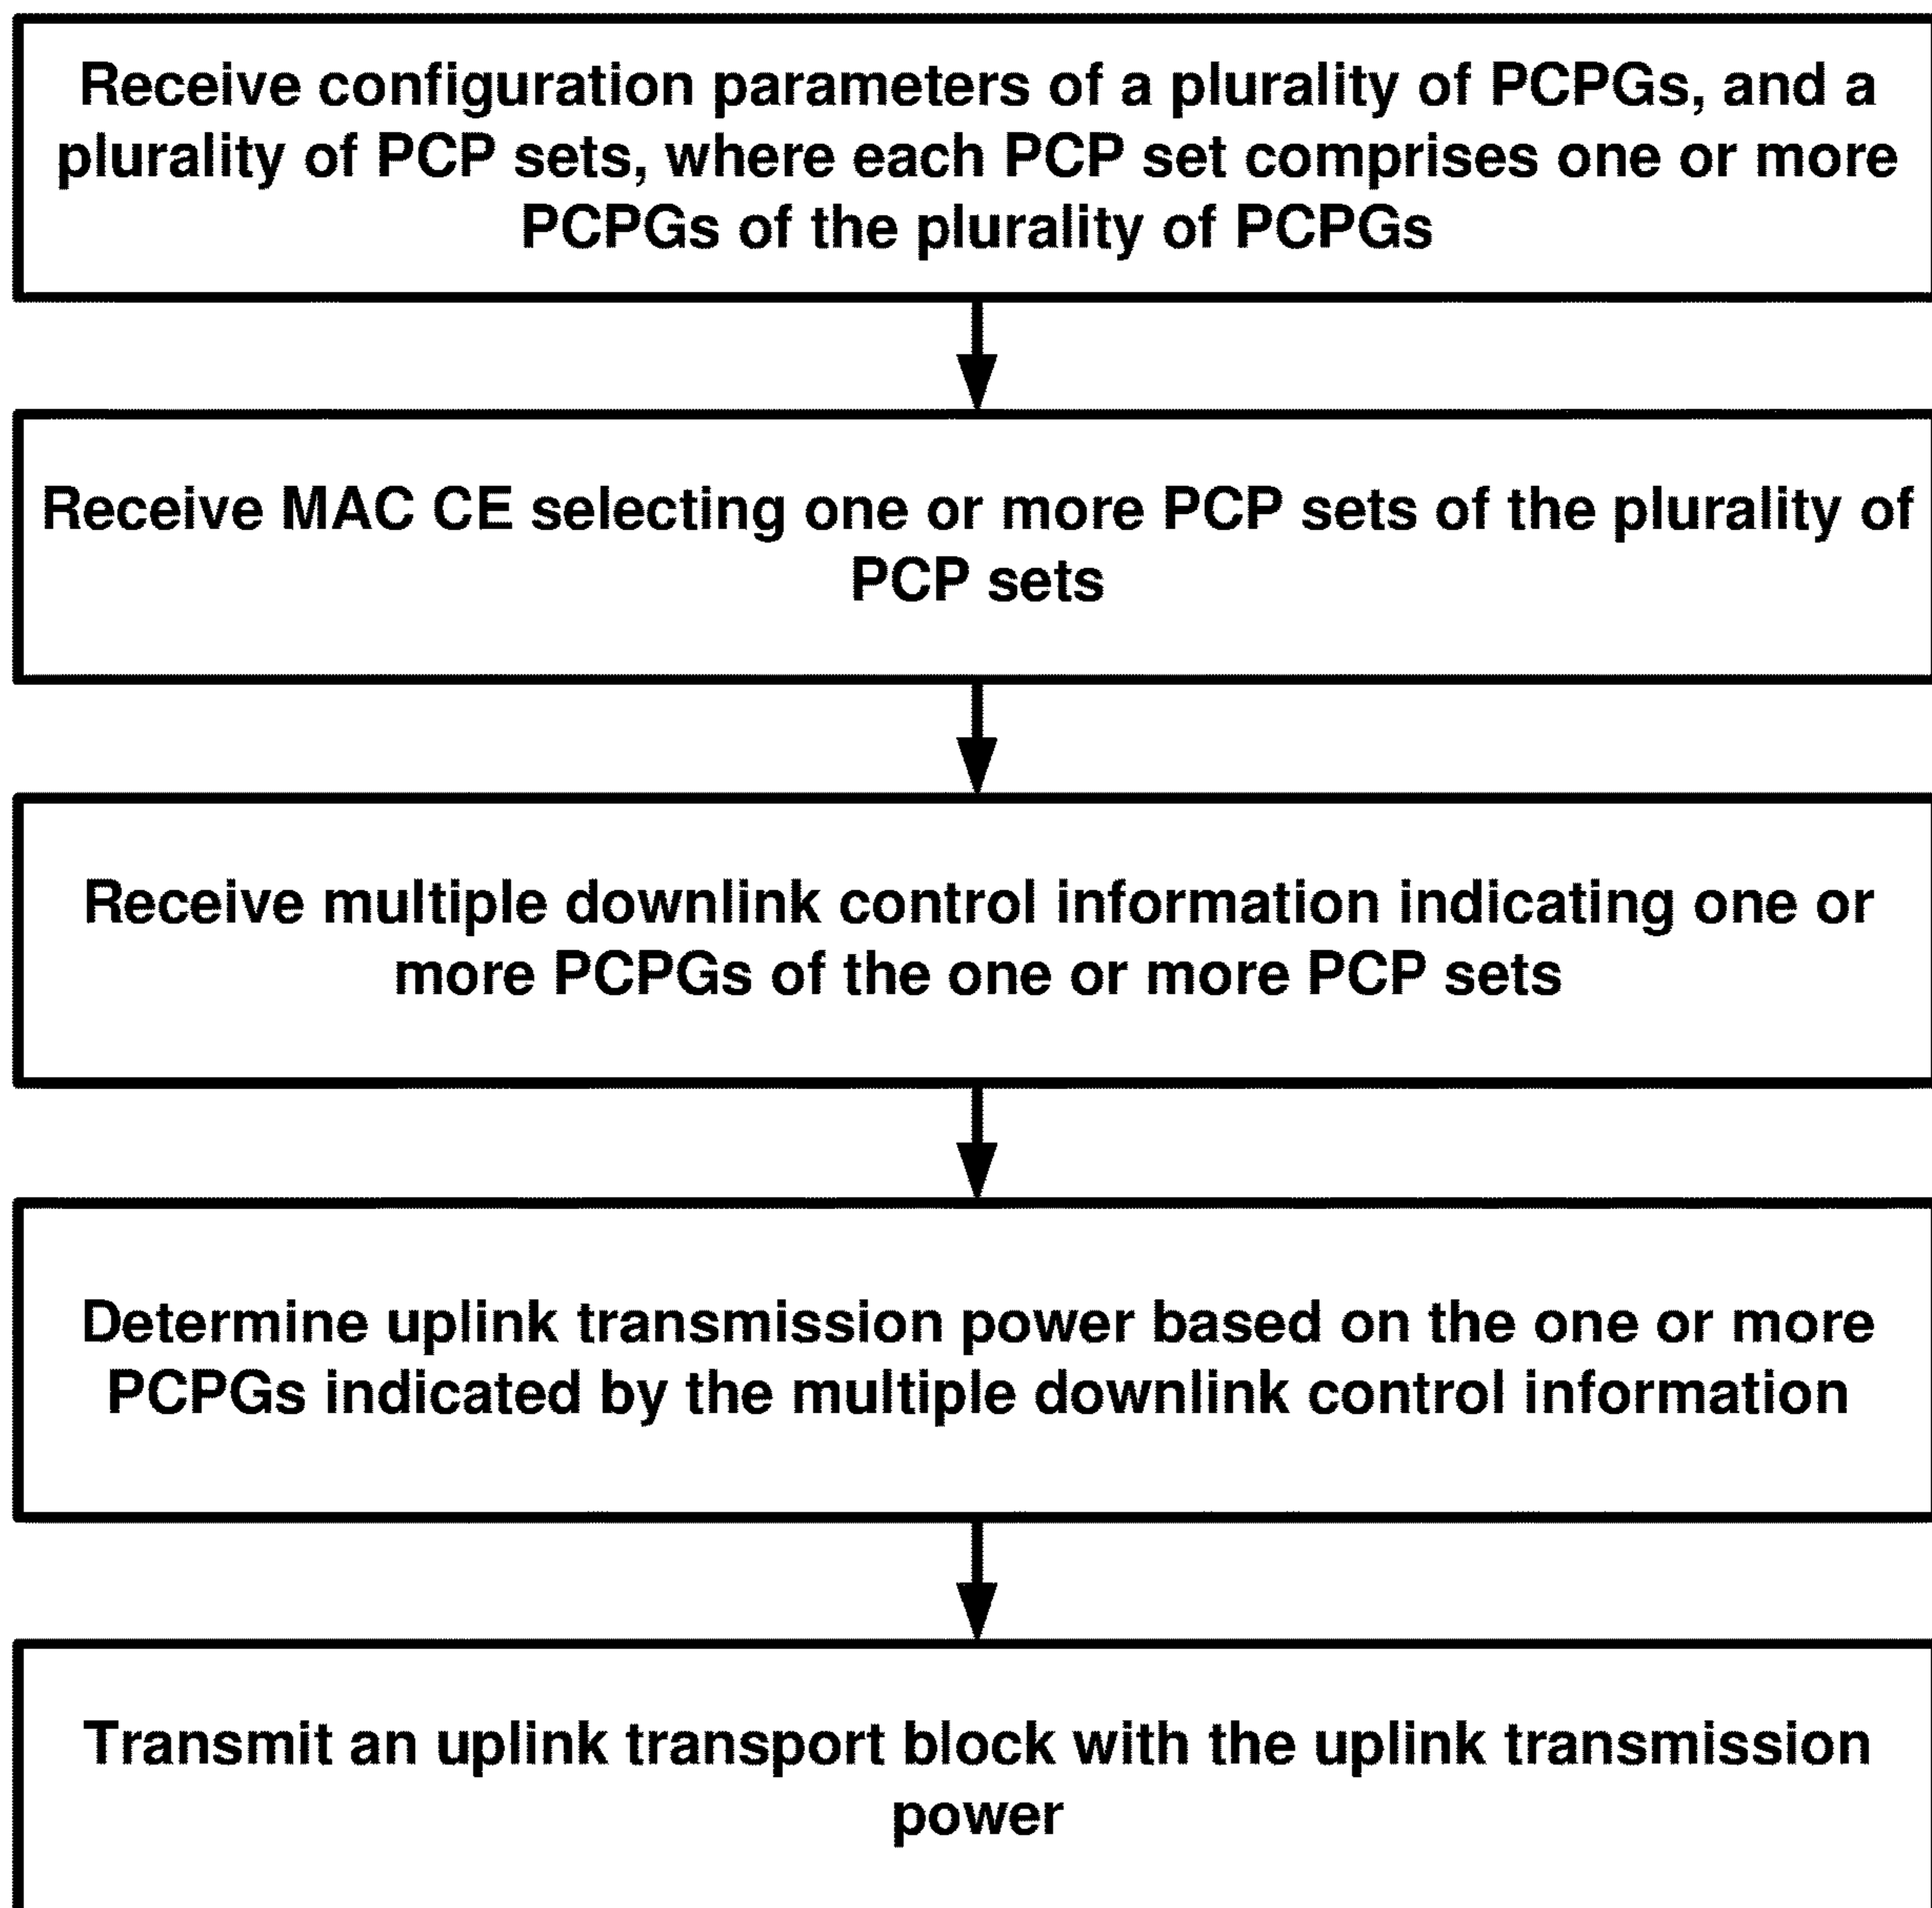 Receive configuration parameters of a plurality of PCPGs, and a
plurality of PCP sets, where each PCP set comprises one or more
PCPGs of the plurality of PCPGs
Receive MAC CE selecting one or more PCP sets of the plurality of
PCP sets
Receive multiple downlink control information indicating one or
more PCPGs of the one or more PCP sets
Determine uplink transmission power based on the one or more
PCPGs indicated by the multiple downlink control information
Transmit an uplink transport block with the uplink transmission
power